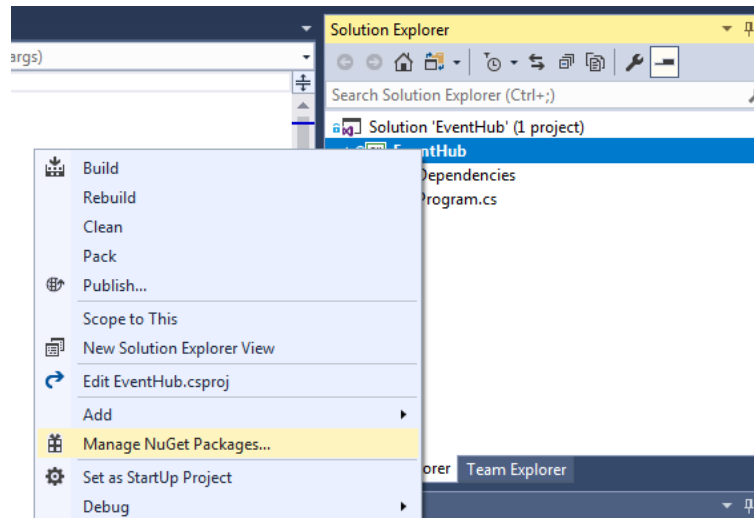 args)
Solution Explorer
Search Solution Explorer (Ctrl+;)
Solution 'EventHub' (1 project)
EventHub
Dependencies
Program.cs
Build
Rebuild
Clean
Pack
Publish...
Scope to This
New Solution Explorer View
Edit EventHub.csproj
Add
Manage NuGet Packages...
Set as StartUp Project
Debug
orer
Team Explorer